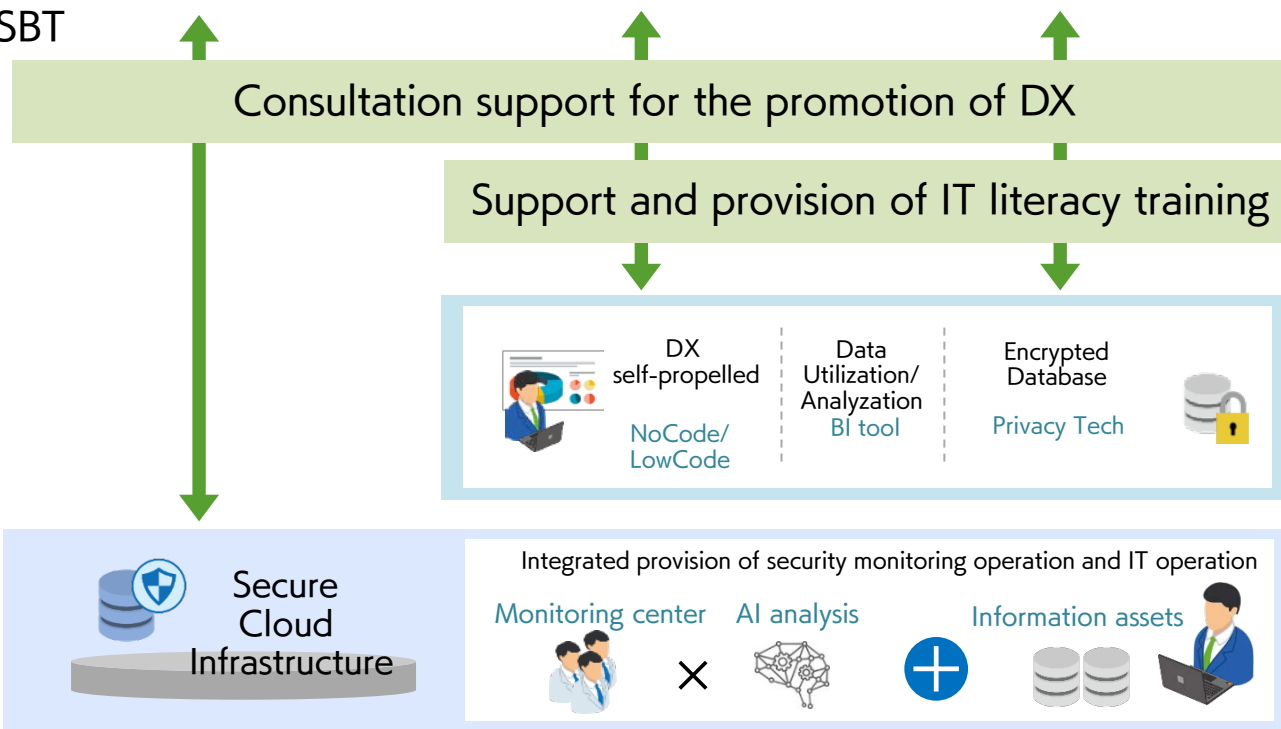 SBT
Consultation support for the promotion of DX
Support and provision of IT literacy training
DX
self-propelled
NoCode/
LowCode
Data
Utilization/
Analyzation
BI tool
Encrypted
Database
Privacy Tech
Secure
Cloud
Infrastructure
Integrated provision of security monitoring operation and IT operation
Monitoring center
AI analysis
Information assets